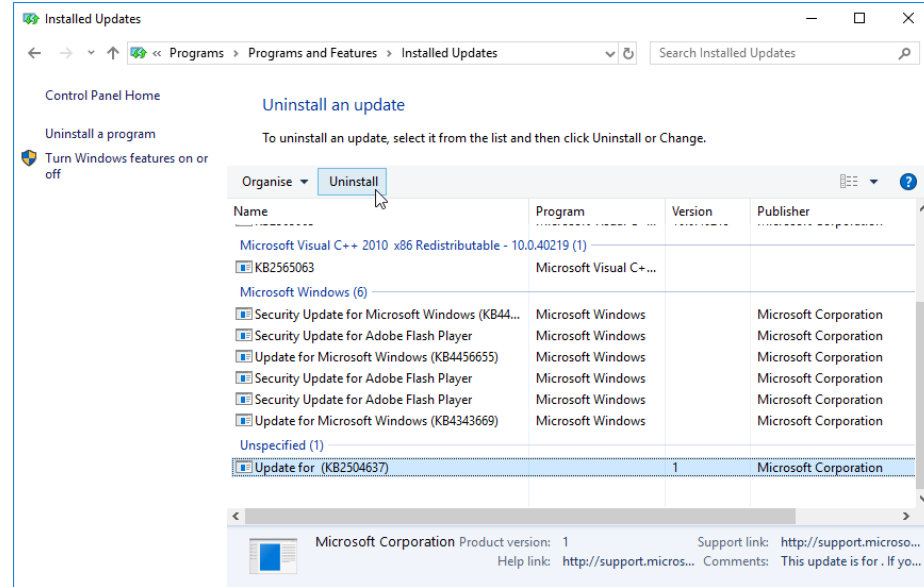 Installed Updates
« Programs > Programs and Features > Installed Updates
Search Installed Updates
Control Panel Home
Uninstall a program
Turn Windows features on or
off
Uninstall an update
To uninstall an update, select it from the list and then click Uninstall or Change.
Organise Uninstall
Name Program Version Publisher
Microsoft Visual C++ 2010 x86 Redistributable - 10.0.40219 (1)
KB2565063 Microsoft Visual C+...
Microsoft Windows (6)
Security Update for Microsoft Windows (KB44... Microsoft Windows Microsoft Corporation
Security Update for Adobe Flash Player Microsoft Windows Microsoft Corporation
Update for Microsoft Windows (KB4456655) Microsoft Windows Microsoft Corporation
Security Update for Adobe Flash Player Microsoft Windows Microsoft Corporation
Security Update for Adobe Flash Player Microsoft Windows Microsoft Corporation
Update for Microsoft Windows (KB4343669) Microsoft Windows Microsoft Corporation
Unspecified (1)
Update for (KB2504637) 1 Microsoft Corporation
Microsoft Corporation Product version: 1 Support link: http://support.microso...
Help link: http://support.micros... Comments: This update is for . If yo...